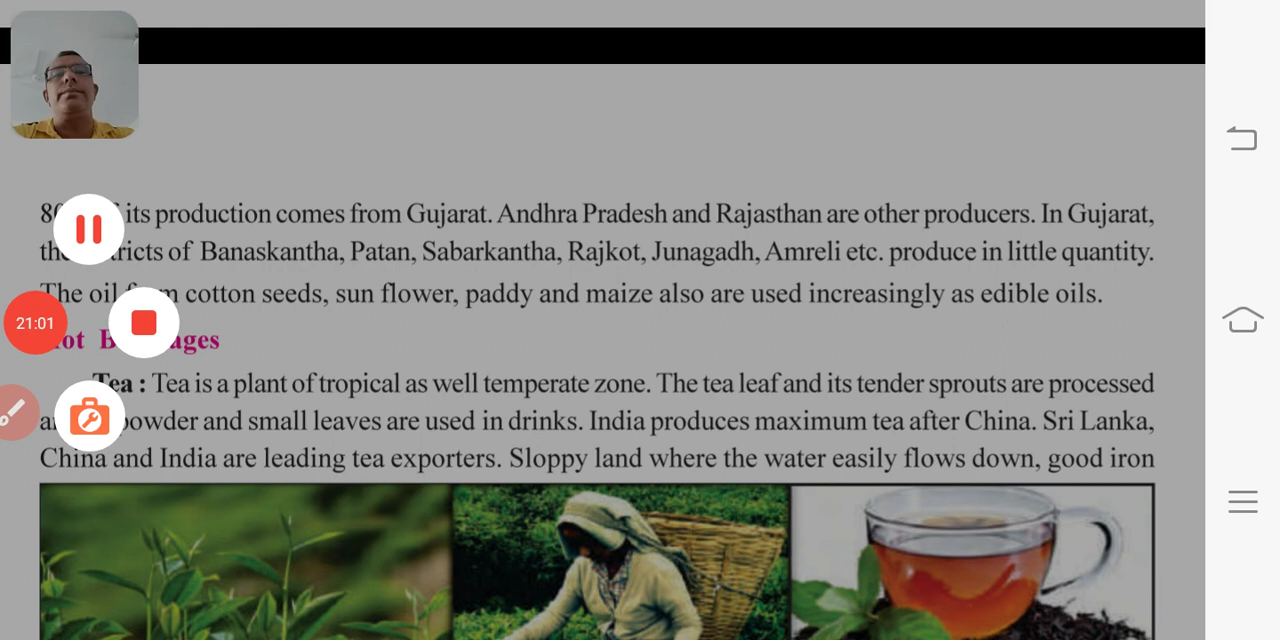 its production comes from Gujarat. Andhra Pradesh and Rajasthan are other producers. In Gujarat,
of Banaskantha, Patan, Sabarkantha, Rajkot, Junagadh, Amreli etc. produce in little quantity.
The oil cotton seeds, sun flower, paddy and maize also are used increasingly as edible oils.
21:01
Tea : Tea is a plant of tropical as well temperate zone. The tea leaf and its tender sprouts are processed
powder and small leaves are used in drinks. India produces maximum tea after China. Sri Lanka,
China and India are leading tea exporters. Sloppy land where the water easily flows down, good iron